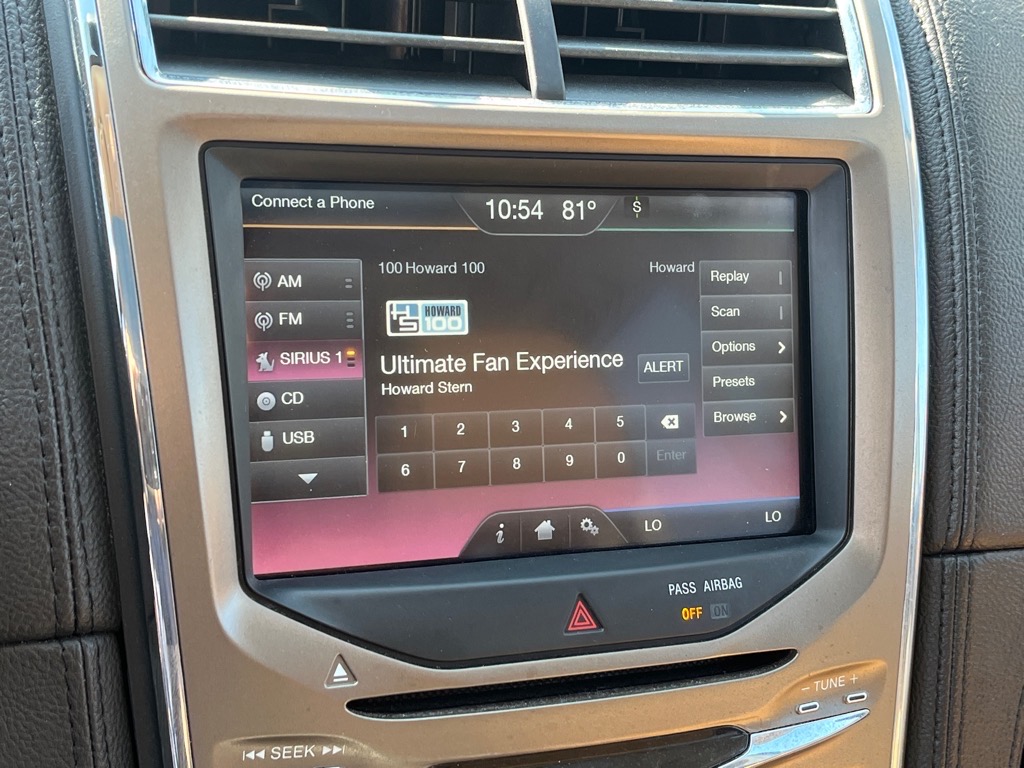 Connect a Phone
10:54 81°
S
100 Howard 100
Howard
HS HOWARD 100
Ultimate Fan Experience
Howard Stern
ALERT
AM
FM
SIRIUS 1
CD
USB
Replay
Scan
Options
Presets
Browse
1 2 3 4 5
6 7 8 9 0 Enter
i
LO
LO
PASS AIRBAG
OFF ON
- TUNE +
SEEK